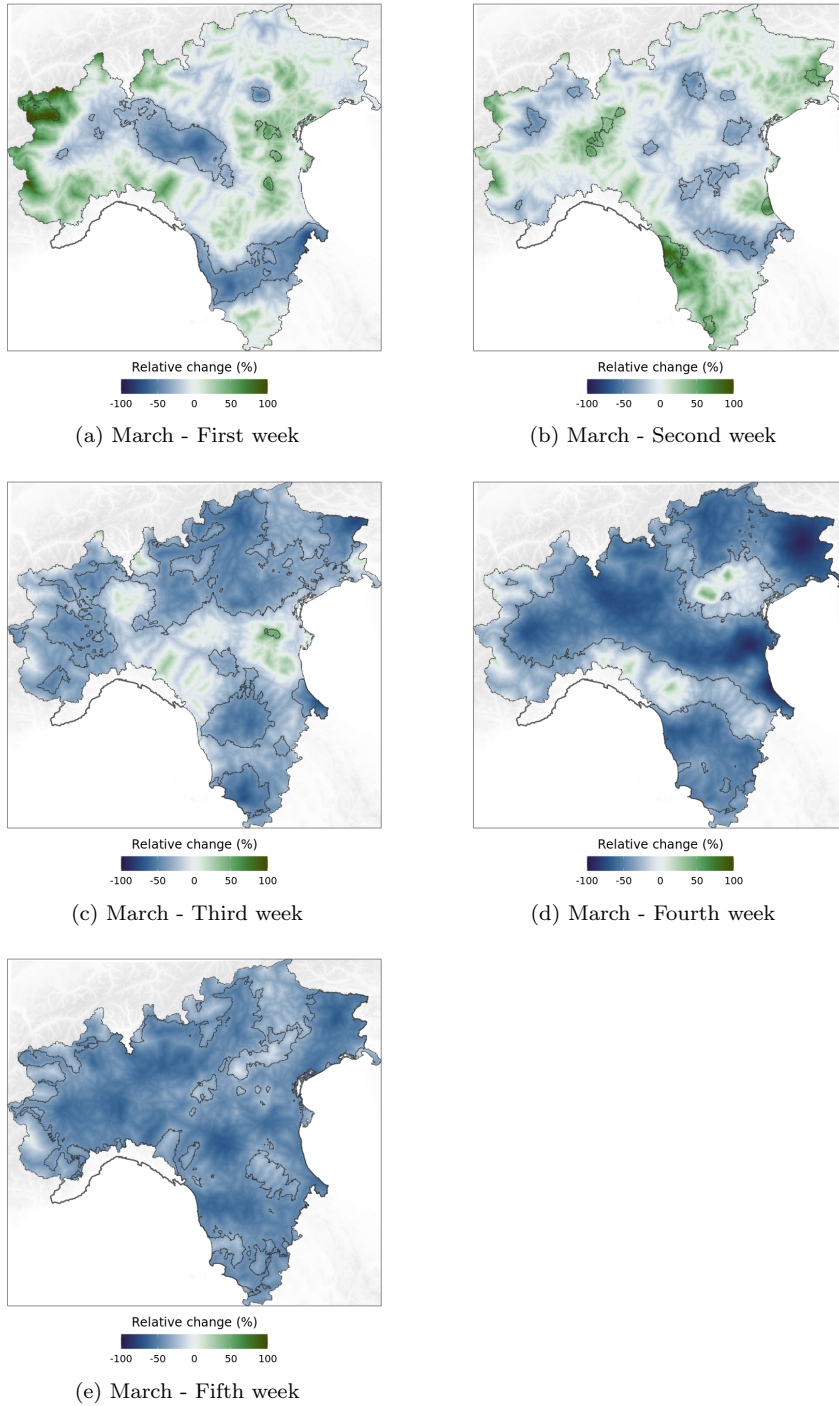 Relative change (%)
-100 -50 0 50 100
(a) March - First week
Relative change (%)
-100 -50 0 50 100
(b) March - Second week
Relative change (%)
-100 -50 0 50 100
(c) March - Third week
Relative change (%)
-100 -50 0 50 100
(d) March - Fourth week
Relative change (%)
-100 -50 0 50 100
(e) March - Fifth week